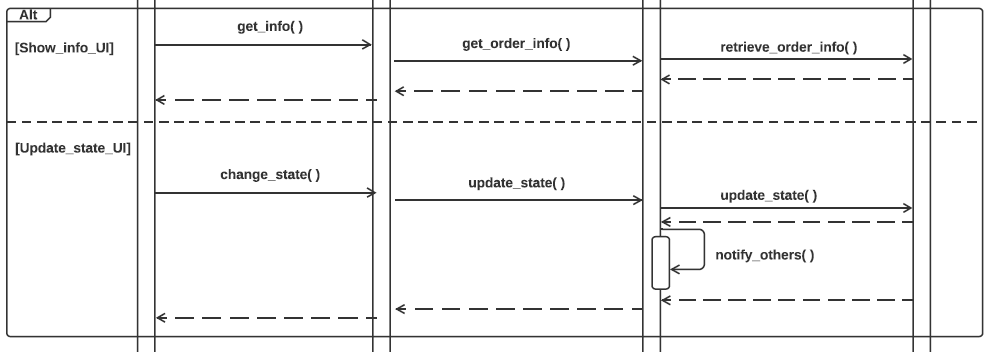 Alt
[Show_info_UI]
get_info( )
get_order_info( )
retrieve_order_info( )
[Update_state_UI]
change_state( )
update_state( )
update_state( )
notify_others( )